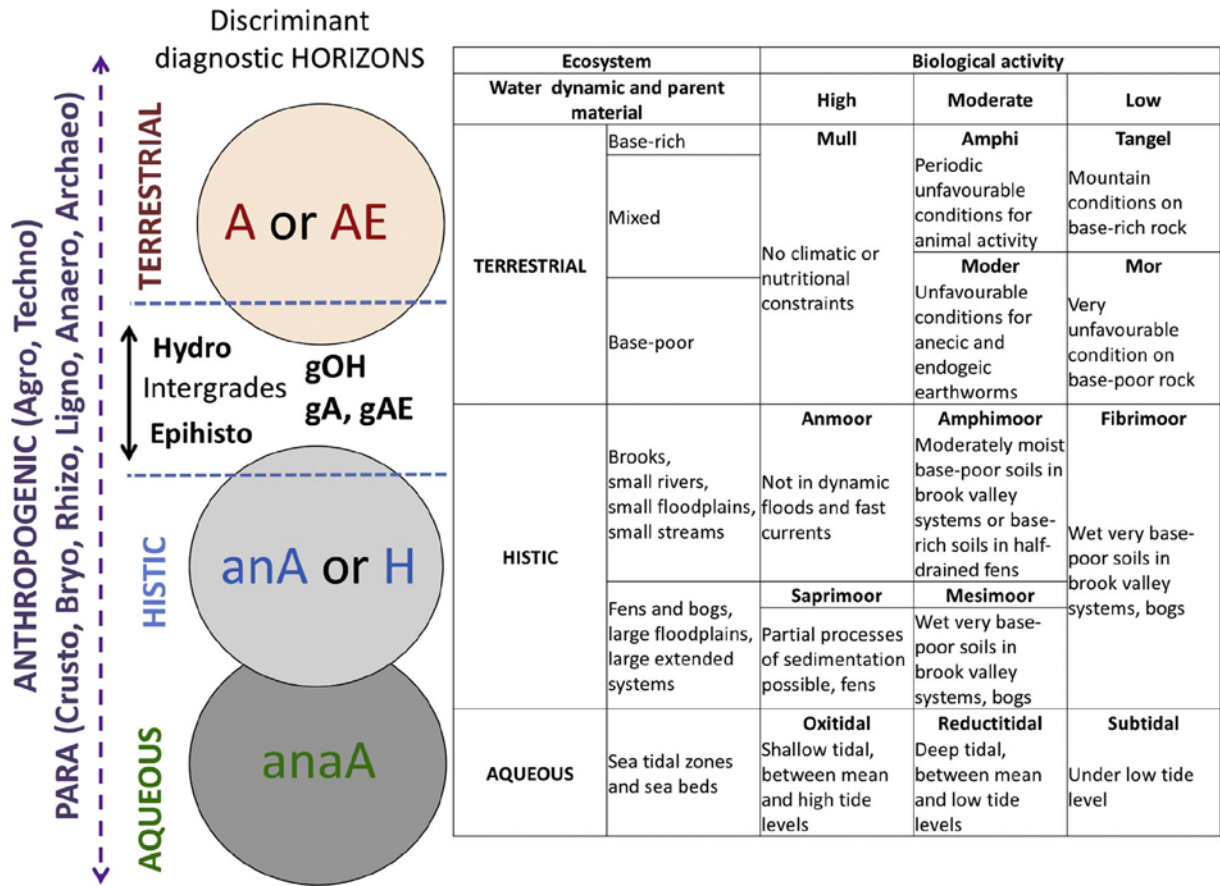 Discriminant
diagnostic HORIZONS
ANTHROPOGENIC (Agro, Techno)
PARA (Crusto, Bryo, Rhizo, Ligno, Anaero, Archaeo)
TERRESTRIAL
A or AE
Hydro
Intergrades
Epihisto
gOH
gA, gAE
HISTIC
anA or H
AQUEOUS
anaA
Ecosystem
Biological activity
Water dynamic and parent
material
High
Moderate
Low
TERRESTRIAL
Base-rich
Mixed
Base-poor
Mull
No climatic or
nutritional
constraints
Amphi
Periodic
unfavourable
conditions for
animal activity
Tangel
Mountain
conditions on
base-rich rock
Moder
Unfavourable
conditions for
anecic and
endogeic
earthworms
Mor
Very
unfavourable
condition on
base-poor rock
HISTIC
Brooks,
small rivers,
small floodplains,
small streams
Anmoor
Not in dynamic
floods and fast
currents
Amphimoor
Moderately moist
base-poor soils in
brook valley
systems or base-
rich soils in half-
drained fens
Fibrimoor
Wet very base-
poor soils in
brook valley
systems, bogs
Fens and bogs,
large floodplains,
large extended
systems
Saprimoor
Partial processes
of sedimentation
possible, fens
Mesimoor
Wet very base-
poor soils in
brook valley
systems, bogs
AQUEOUS
Sea tidal zones
and sea beds
Oxitidal
Shallow tidal,
between mean
and high tide
levels
Reductitidal
Deep tidal,
between mean
and low tide
levels
Subtidal
Under low tide
level